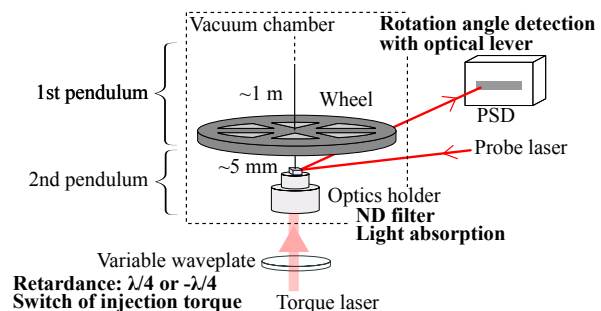 Vacuum chamber
Rotation angle detection
with optical lever
1st pendulum
~1 m
Wheel
PSD
Probe laser
2nd pendulum
~5 mm
Optics holder
ND filter
Light absorption
Variable waveplate
Retardance: λ/4 or -λ/4
Switch of injection torque
Torque laser